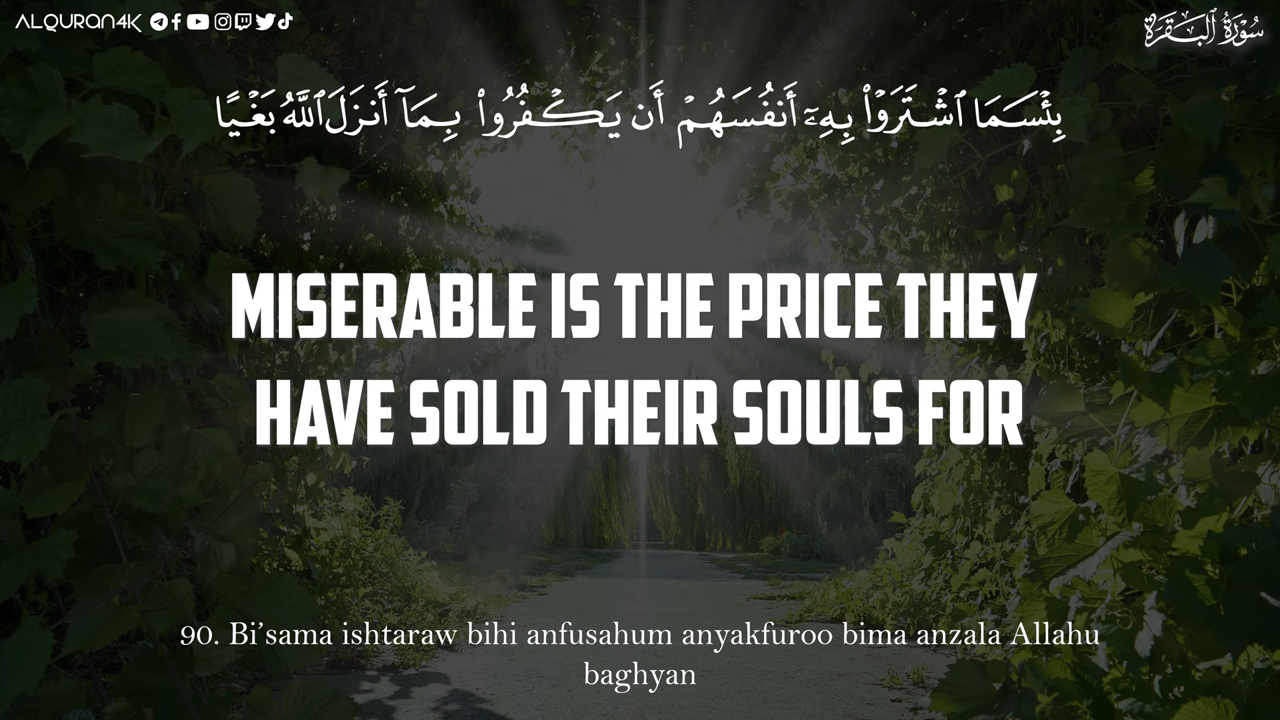 ALQURAN4K
سُورَةُ ٱلْبَقَرَةِ
بِئْسَمَا ٱشْتَرَوْا۟ بِهِۦٓ أَنفُسَهُمْ أَن يَكْفُرُوا۟ بِمَآ أَنزَلَ ٱللَّهُ بَغْيًا
MISERABLE IS THE PRICE THEY
HAVE SOLD THEIR SOULS FOR
90. Bi’sama ishtaraw bihi anfusahum anyakfuroo bima anzala Allahu
baghyan